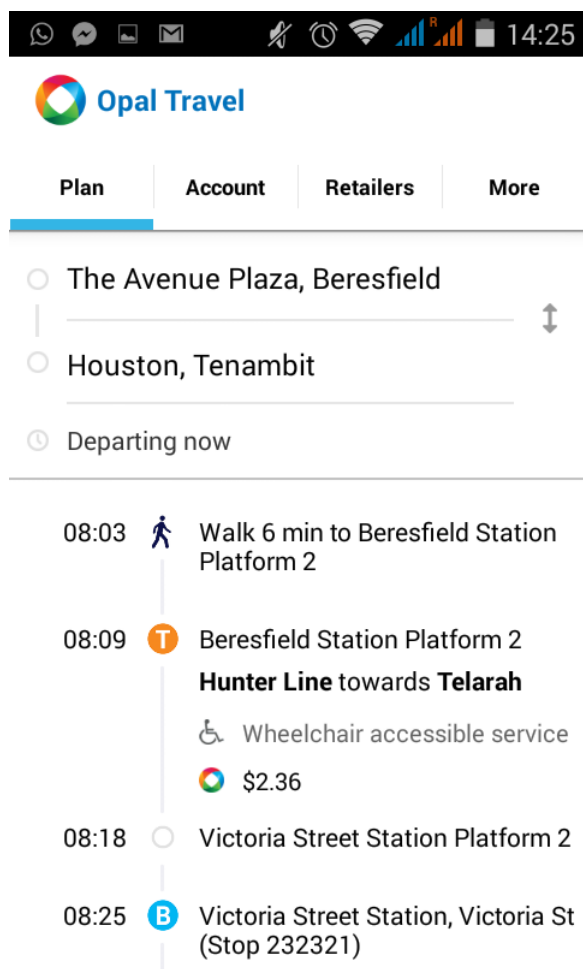 R
14:25
Opal Travel
Plan Account Retailers More
The Avenue Plaza, Beresfield
Houston, Tenambit
Departing now
08:03 Walk 6 min to Beresfield Station
Platform 2
08:09 T Beresfield Station Platform 2
Hunter Line towards Telarah
Wheelchair accessible service
$2.36
08:18 Victoria Street Station Platform 2
08:25 B Victoria Street Station, Victoria St
(Stop 232321)